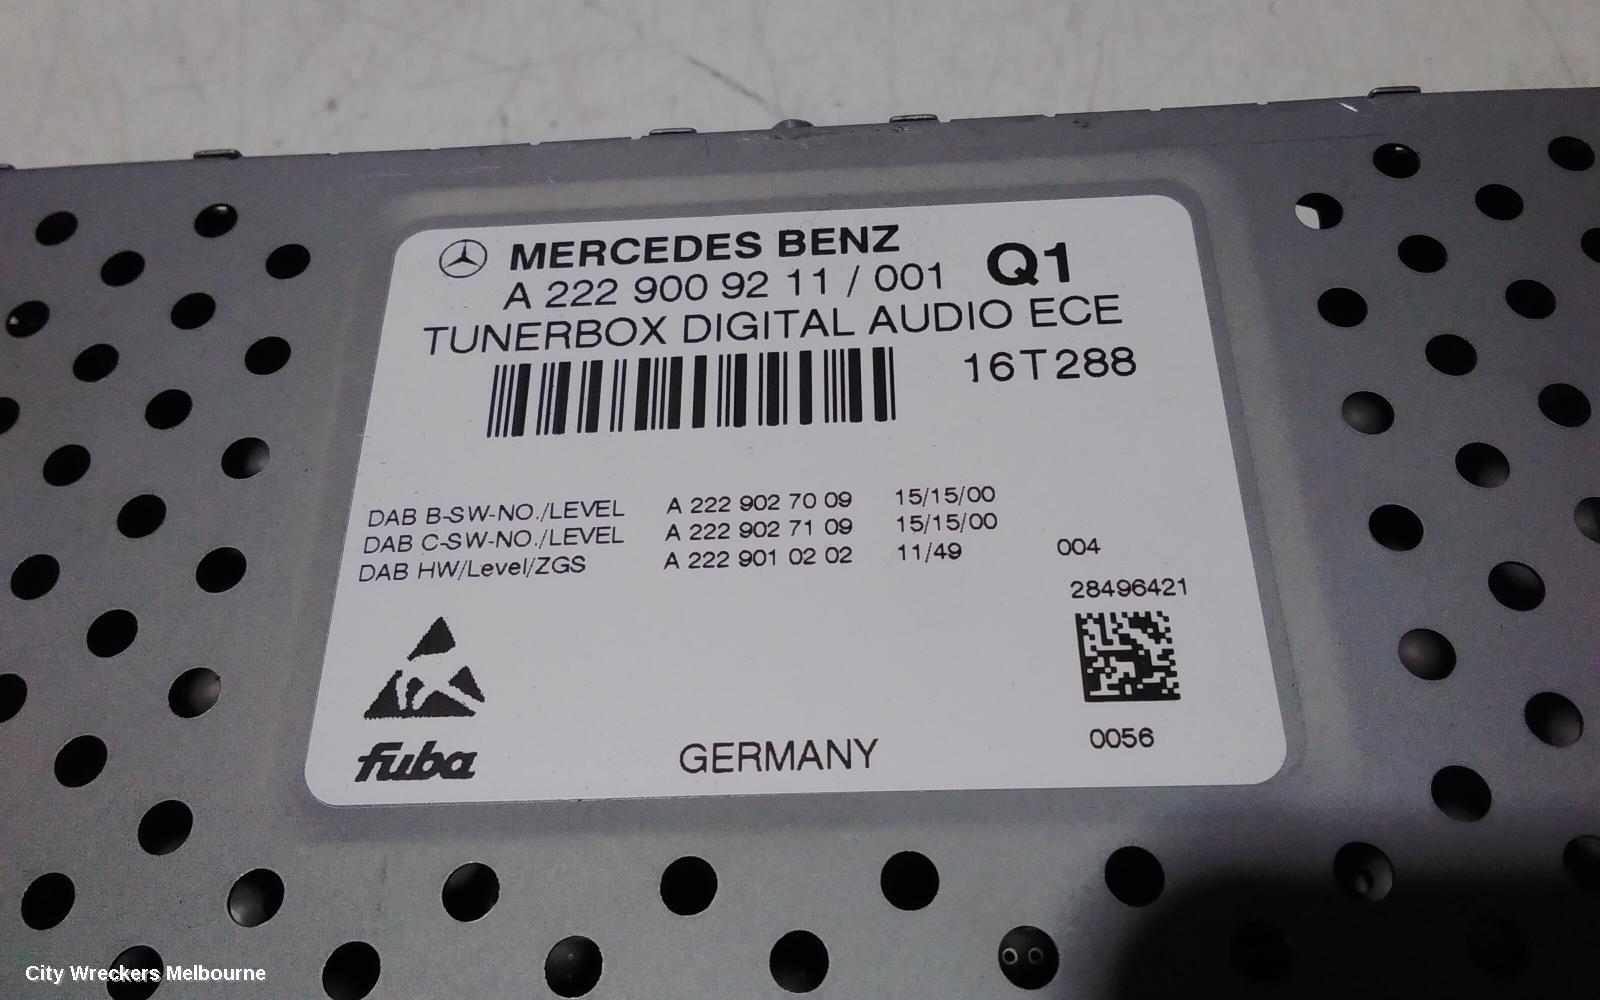 MERCEDES BENZ
A 222 900 92 11 / 001 Q1
TUNERBOX DIGITAL AUDIO ECE
16T288
DAB B-SW-NO./LEVEL A 222 902 70 09 15/15/00
DAB C-SW-NO./LEVEL A 222 902 71 09 15/15/00
DAB HW/Level/ZGS A 222 901 02 02 11/49 004
28496421
0056
fuba GERMANY
City Wreckers Melbourne